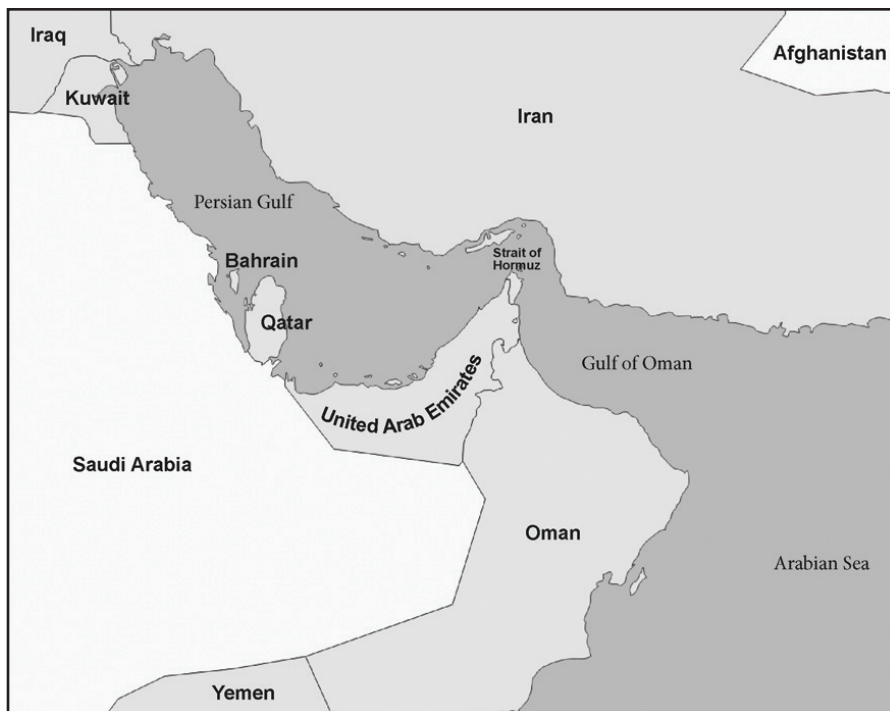 Iraq
Afghanistan
Kuwait
Iran
Persian Gulf
Strait of
Hormuz
Bahrain
Qatar
Gulf of Oman
United Arab Emirates
Saudi Arabia
Oman
Arabian Sea
Yemen